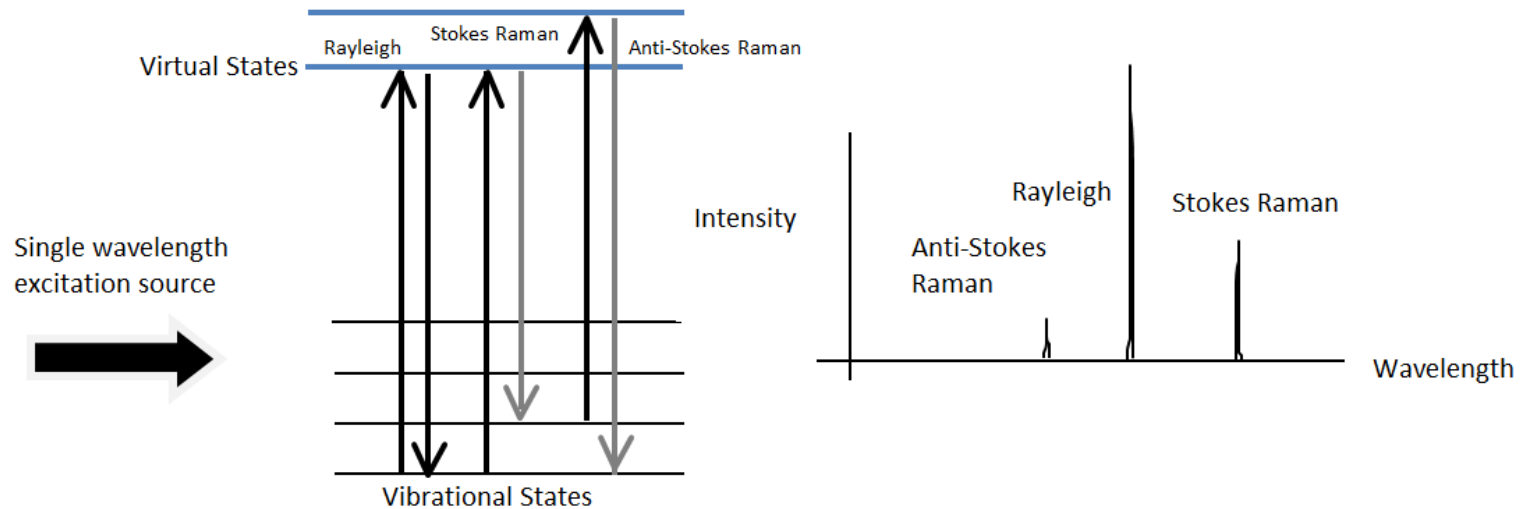 Rayleigh
Stokes Raman
Anti-Stokes Raman
Virtual States
Single wavelength
excitation source
Vibrational States
Intensity
Rayleigh
Stokes Raman
Anti-Stokes
Raman
Wavelength